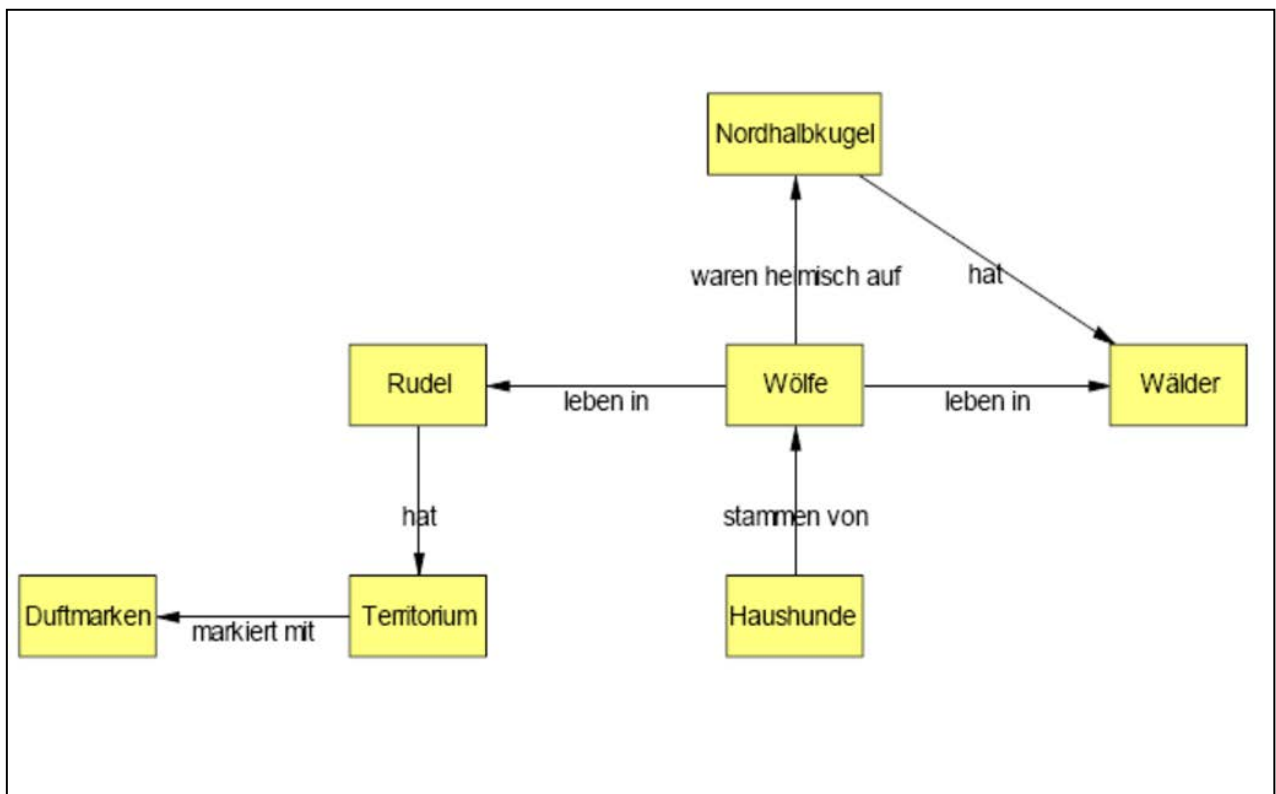 Nordhalbkugel
waren heimisch auf
hat
Rudel
leben in
Wölfe
leben in
Wälder
hat
stammen von
Duftmarken
markiert mit
Territorium
Haushunde